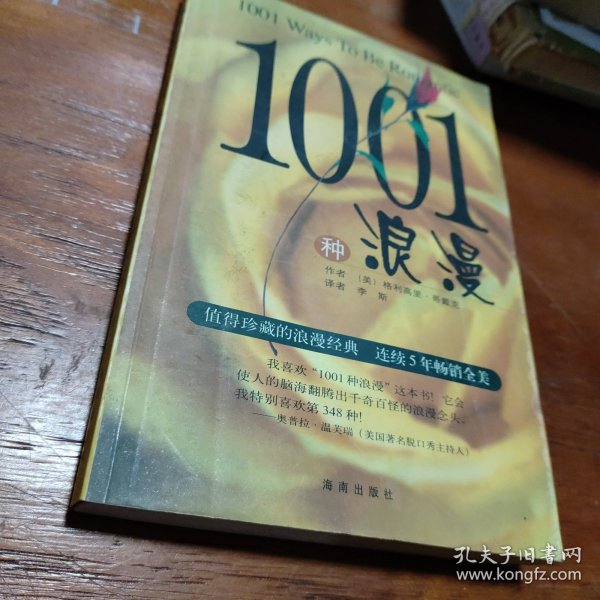 1001 Ways To Be Romantic
1001
种
浪漫
作者 （美）格利高里·哥戴克
译者 李斯
值得珍藏的浪漫经典 连续5年畅销全美
我喜欢“1001种浪漫”这本书！它会
使人的脑海翻腾出千奇百怪的浪漫念头。
我特别喜欢第348种！
——奥普拉·温芙瑞（美国著名脱口秀主持人）
海南出版社
孔夫子旧书网
www.kongfz.com